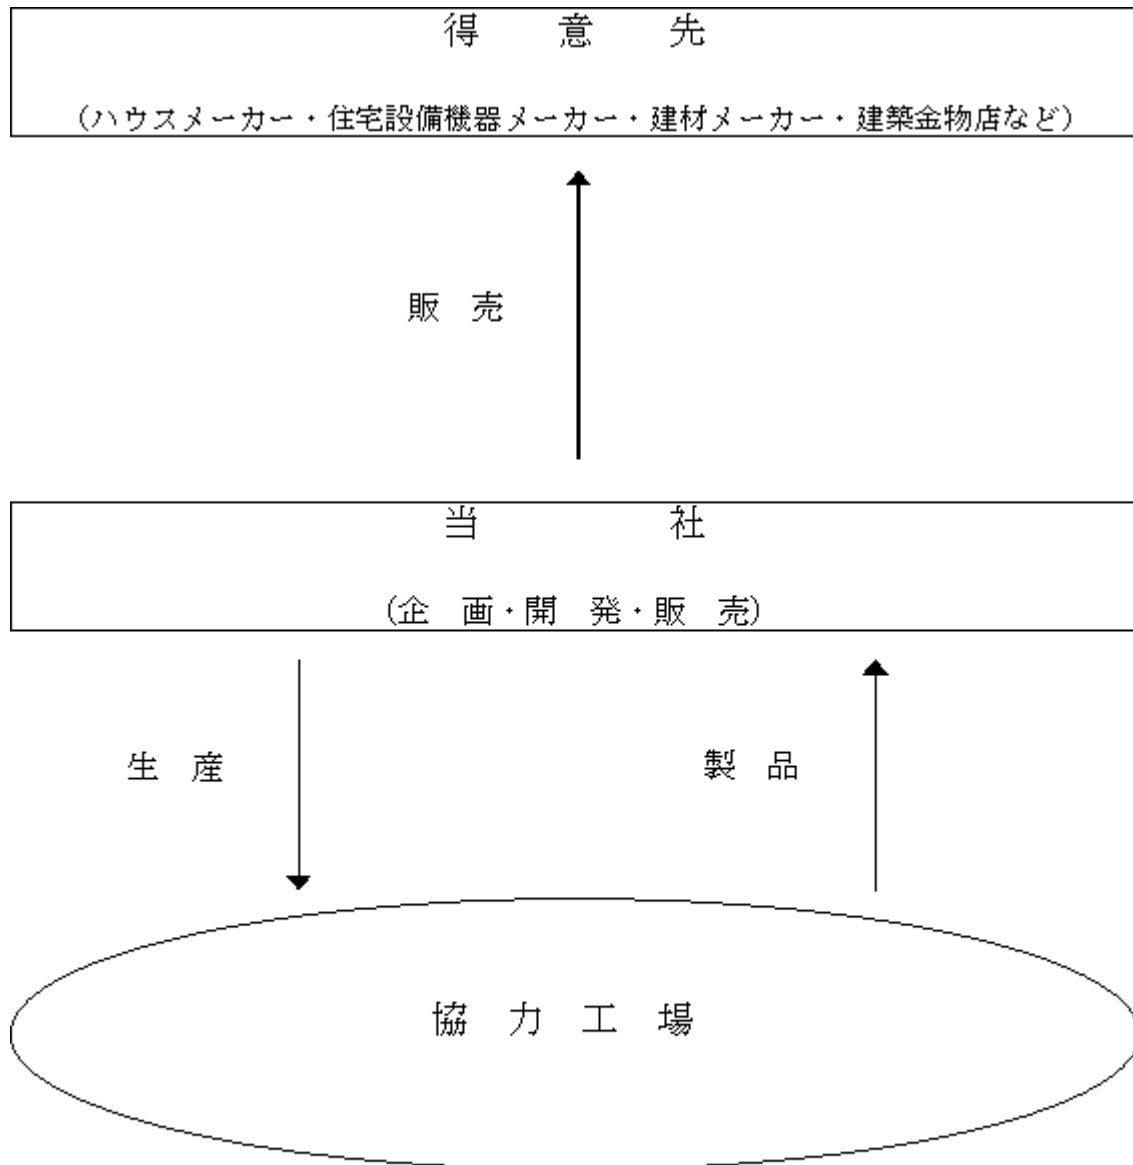 得　意　先
（ハウスメーカー・住宅設備機器メーカー・建材メーカー・建築金物店など）
販　売
当　社
（企　画・開　発・販　売）
生　産
製　品
協　力　工　場